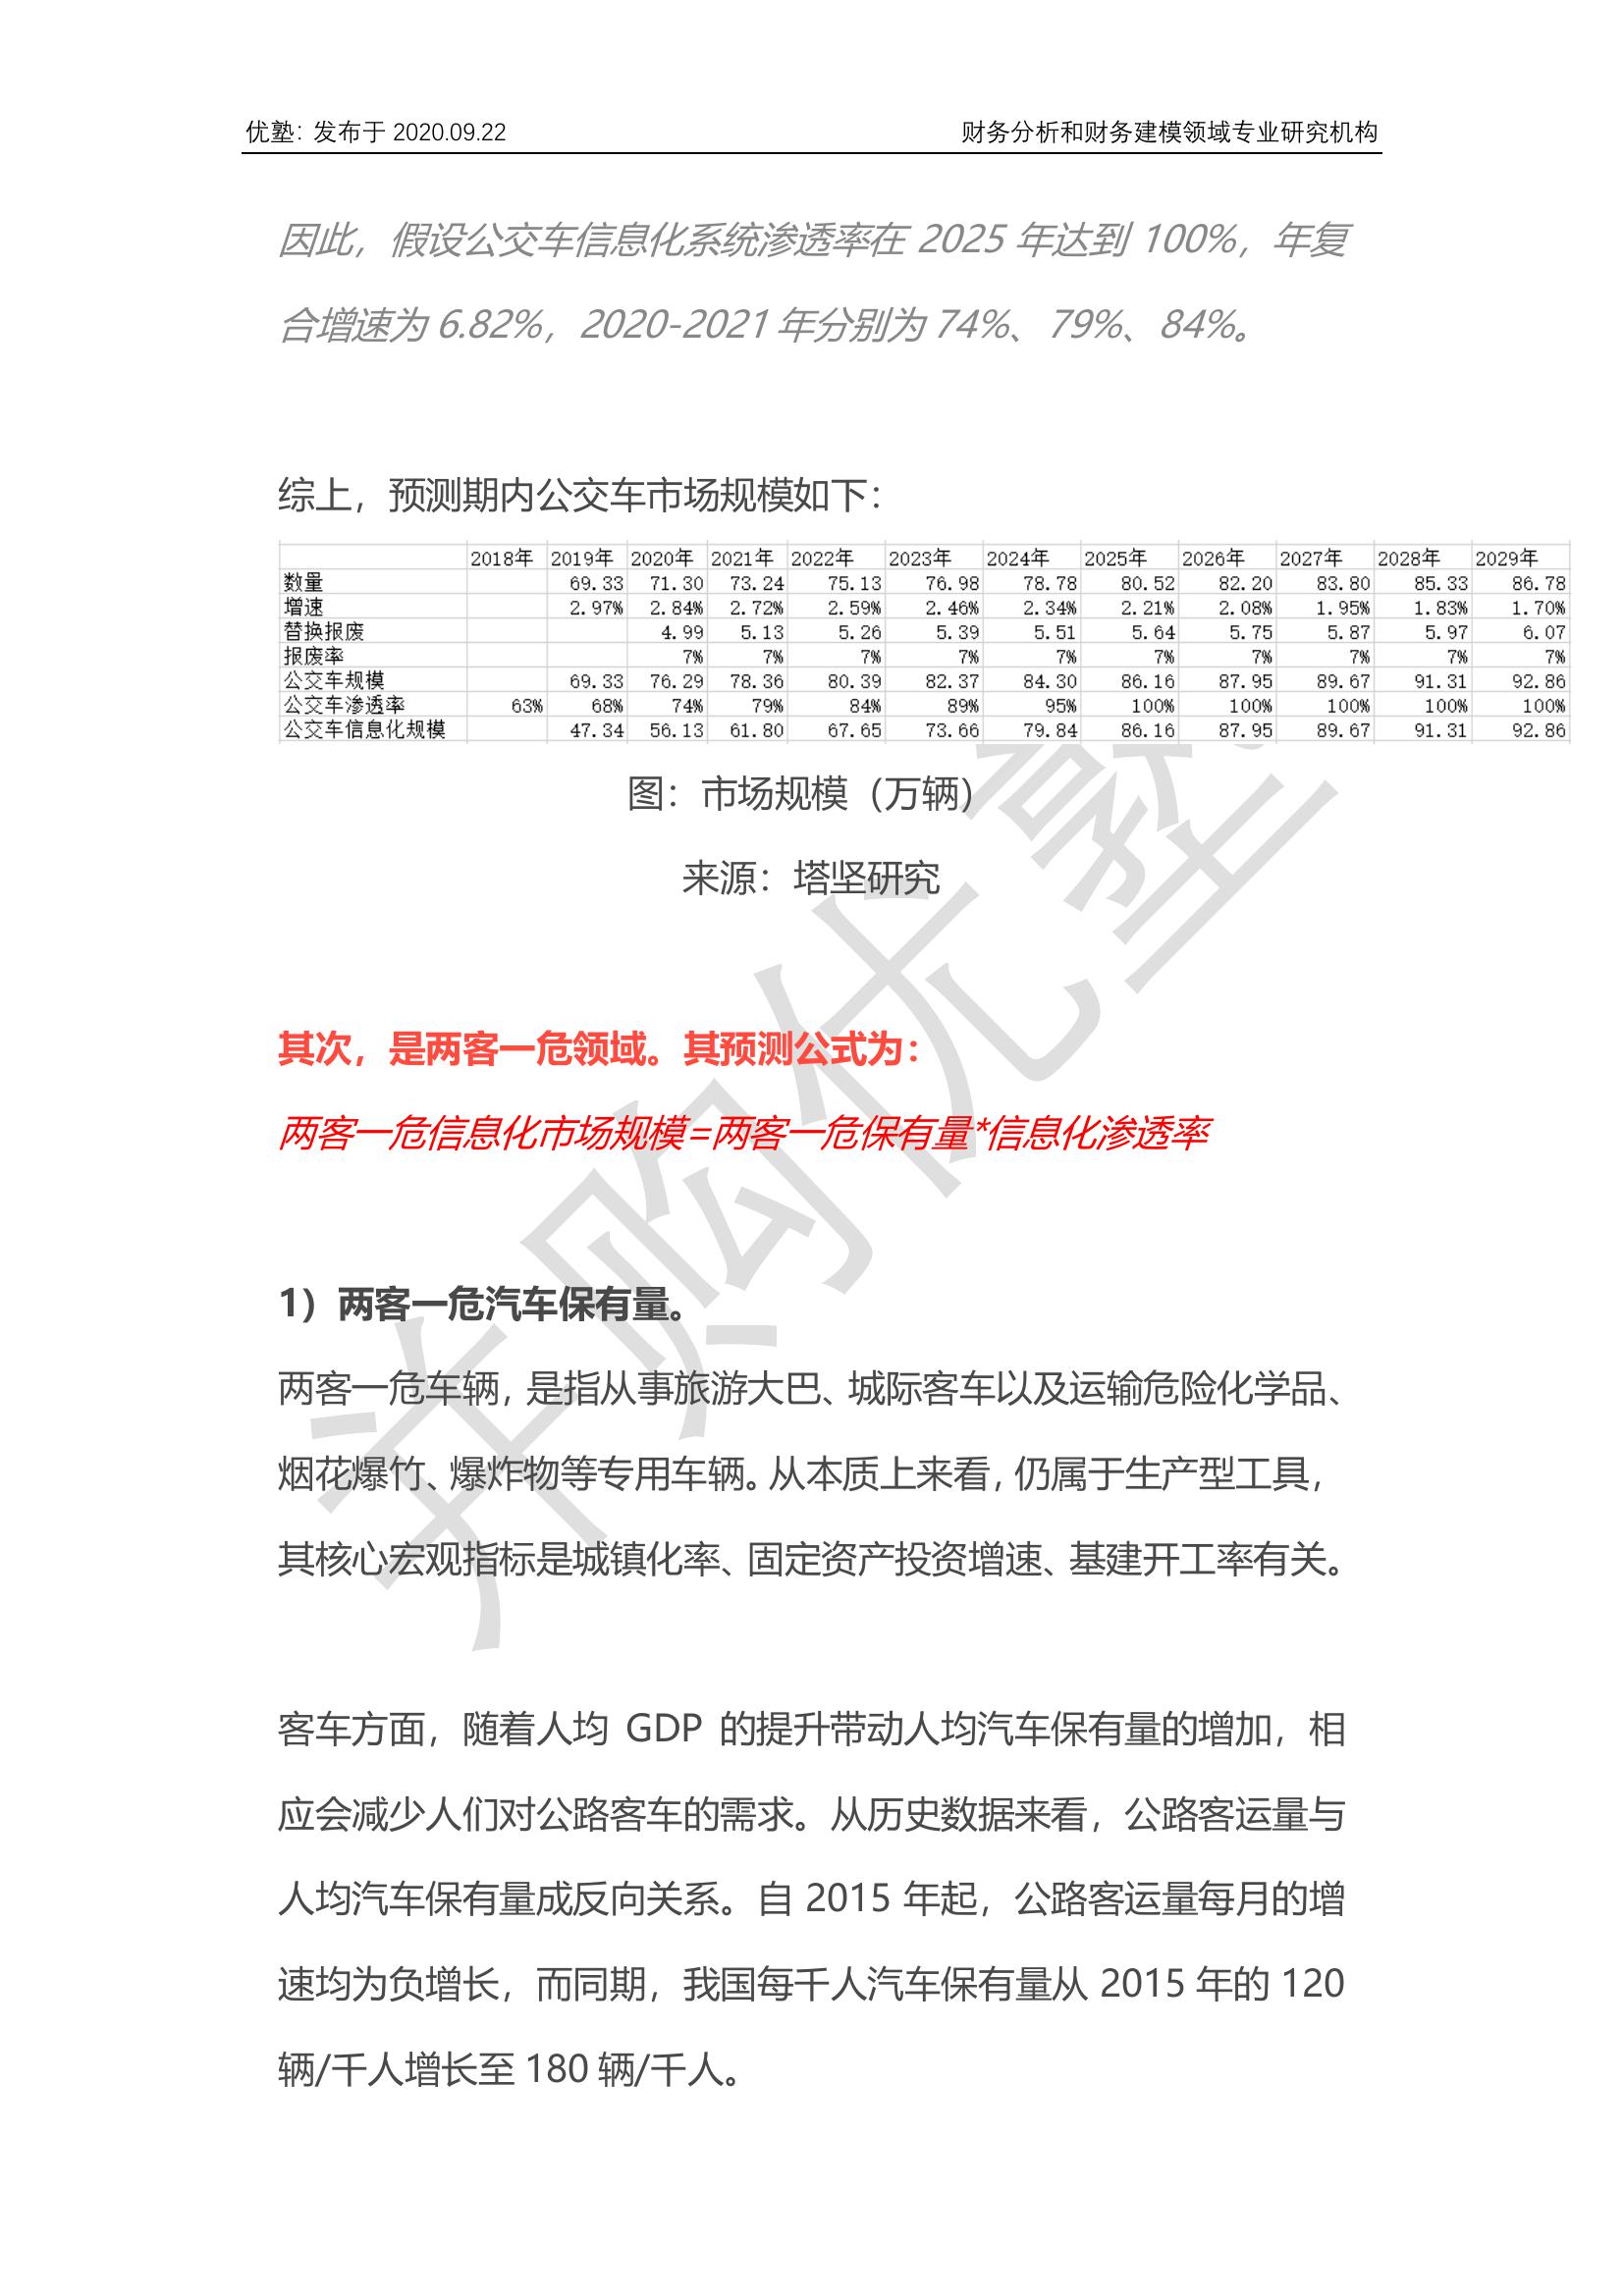 优塾：发布于 2020.09.22 财务分析和财务建模领域专业研究机构
因此，假设公交车信息化系统渗透率在 2025 年达到 100%，年复
合增速为 6.82%，2020-2021 年分别为 74%、79%、84%。
综上，预测期内公交车市场规模如下：
2018年 2019年 2020年 2021年 2022年 2023年 2024年 2025年 2026年 2027年 2028年 2029年
数量 69.33 71.30 73.24 75.13 76.98 78.78 80.52 82.20 83.80 85.33 86.78
增速 2.97% 2.84% 2.72% 2.59% 2.46% 2.34% 2.21% 2.08% 1.95% 1.83% 1.70%
替换报废 4.99 5.13 5.26 5.39 5.51 5.64 5.75 5.87 5.97 6.07
报废率 7% 7% 7% 7% 7% 7% 7% 7% 7% 7%
公交车规模 69.33 76.29 78.36 80.39 82.37 84.30 86.16 87.95 89.67 91.31 92.86
公交车渗透率 63% 68% 74% 79% 84% 89% 95% 100% 100% 100% 100% 100%
公交车信息化规模 47.34 56.13 61.80 67.65 73.66 79.84 86.16 87.95 89.67 91.31 92.86
图：市场规模（万辆）
来源：塔坚研究
其次，是两客一危领域。其预测公式为：
两客一危信息化市场规模=两客一危保有量*信息化渗透率
1）两客一危汽车保有量。
两客一危车辆，是指从事旅游大巴、城际客车以及运输危险化学品、
烟花爆竹、爆炸物等专用车辆。从本质上来看，仍属于生产型工具，
其核心宏观指标是城镇化率、固定资产投资增速、基建开工率有关。
客车方面，随着人均 GDP 的提升带动人均汽车保有量的增加，相
应会减少人们对公路客车的需求。从历史数据来看，公路客运量与
人均汽车保有量成反向关系。自 2015 年起，公路客运量每月的增
速均为负增长，而同期，我国每千人汽车保有量从 2015 年的 120
辆/千人增长至 180 辆/千人。
并购优塾